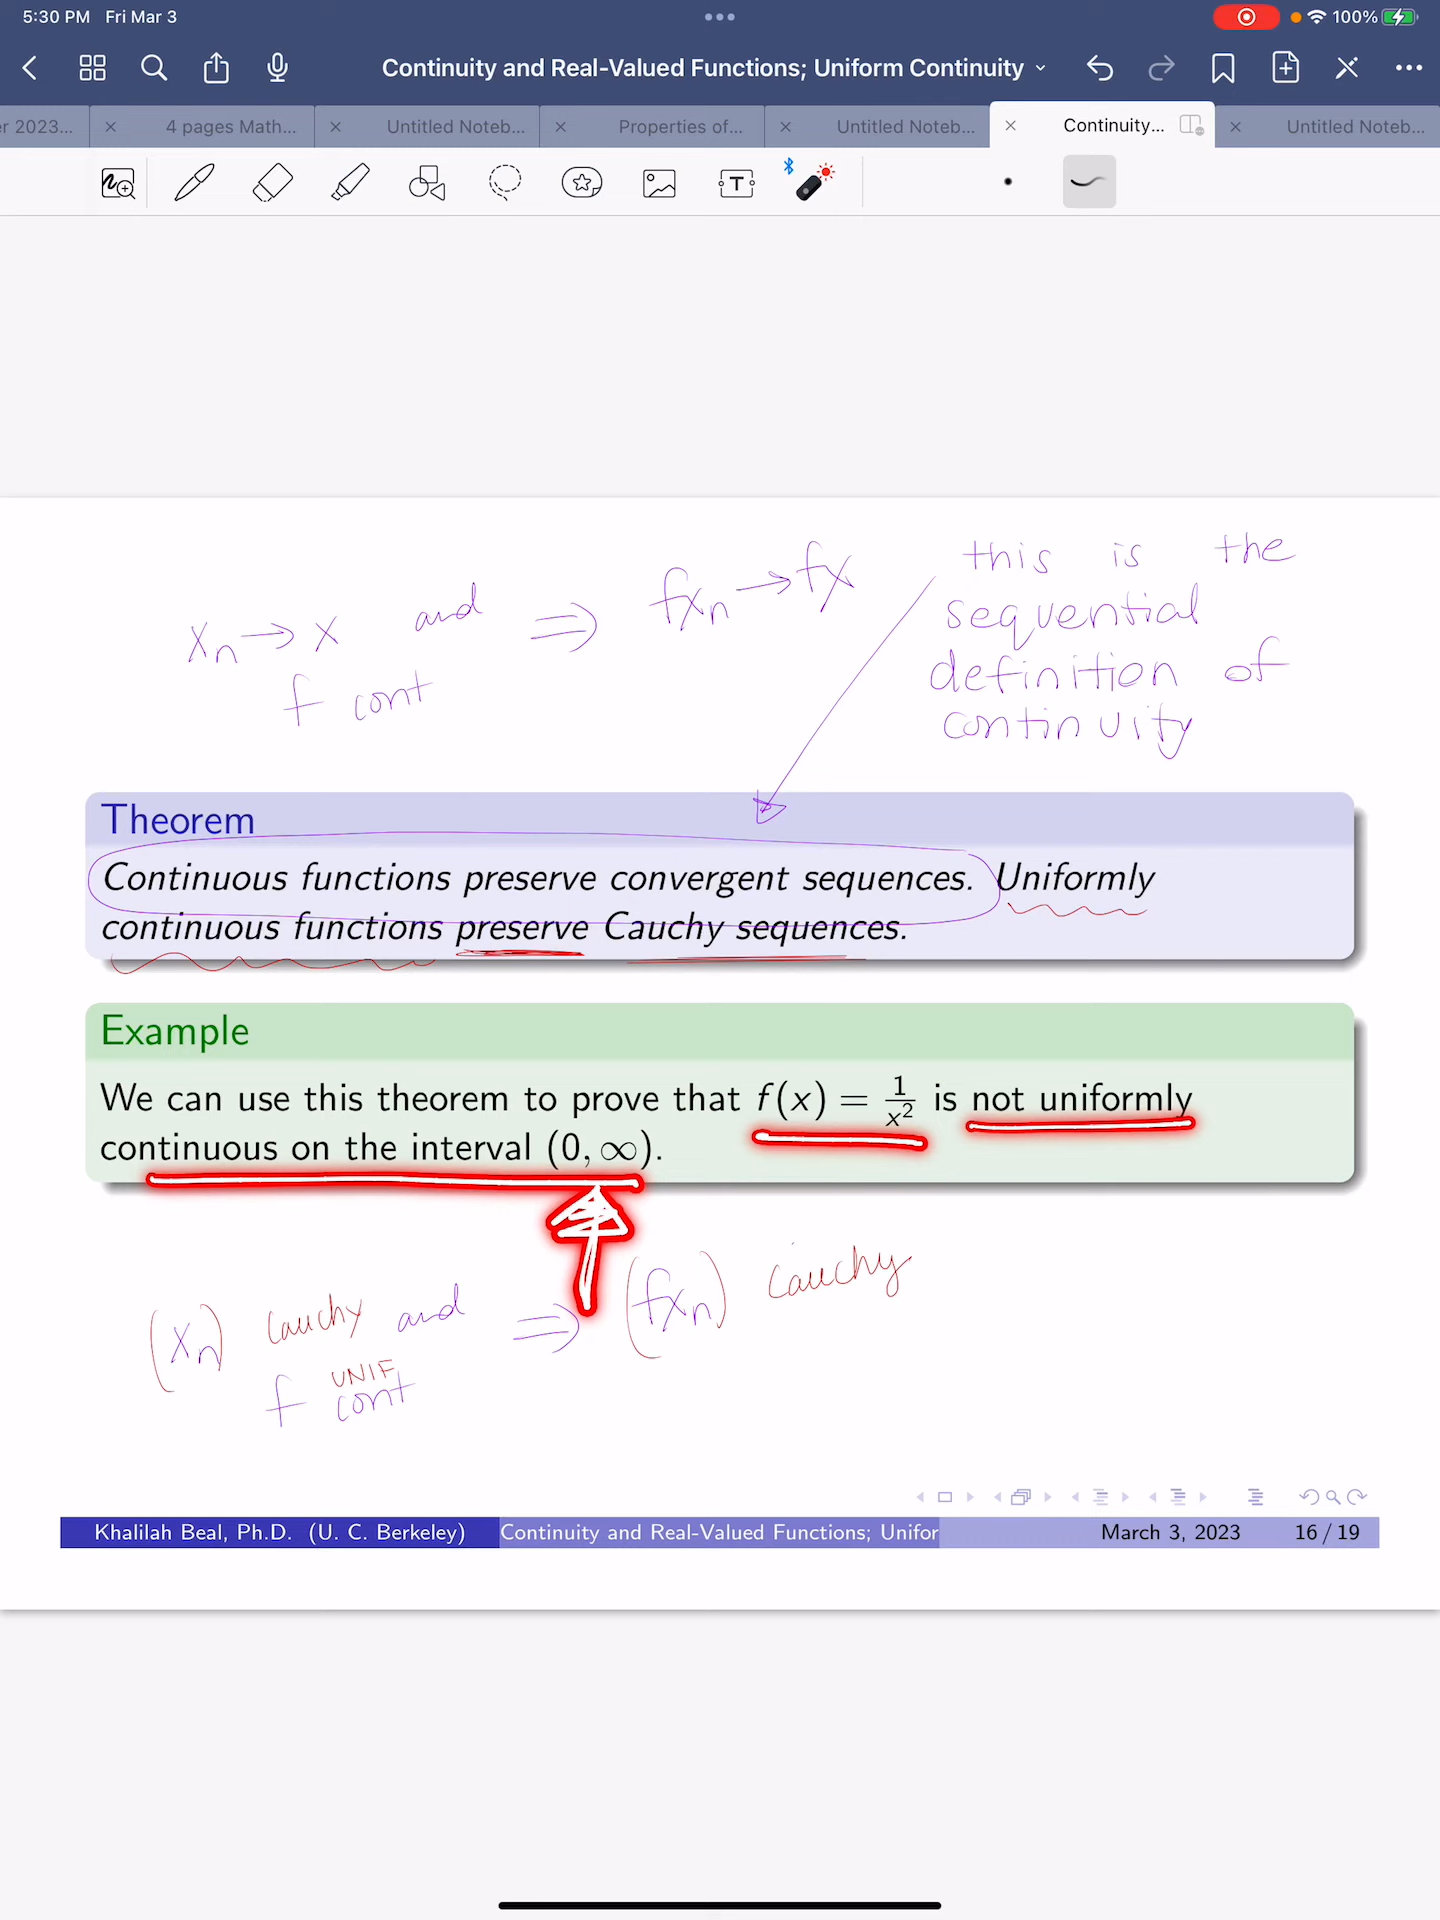 5:30 PM Fri Mar 3
100%
Continuity and Real-Valued Functions; Uniform Continuity
r 2023... 4 pages Math... Untitled Noteb... Properties of... Untitled Noteb... Continuity... Untitled Noteb...
T
xₙ → x and ⇒ fxₙ → fx
f cont
this is the
sequential
definition of
continuity
Theorem
Continuous functions preserve convergent sequences. Uniformly
continuous functions preserve Cauchy sequences.
Example
We can use this theorem to prove that f(x) = 1/x² is not uniformly
continuous on the interval (0, ∞).
(xₙ) Cauchy and ⇒ (fxₙ) Cauchy
UNIF
f cont
Khalilah Beal, Ph.D. (U. C. Berkeley) Continuity and Real-Valued Functions; Unifor March 3, 2023 16 / 19